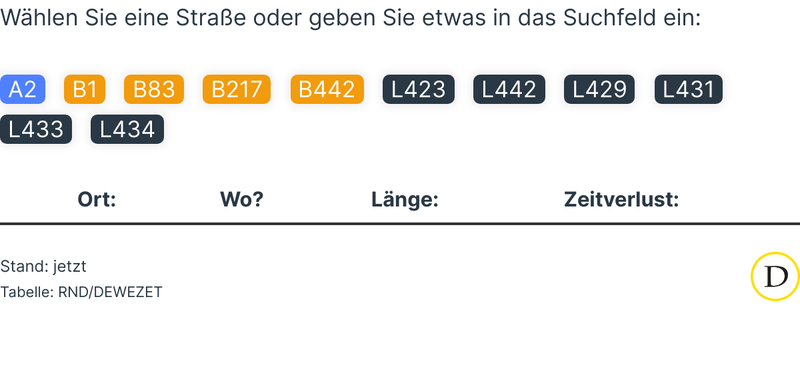 Wählen Sie eine Straße oder geben Sie etwas in das Suchfeld ein:
A2 B1 B83 B217 B442 L423 L442 L429 L431
L433 L434
Ort: Wo? Länge: Zeitverlust:
Stand: jetzt
Tabelle: RND/DEWEZET
D